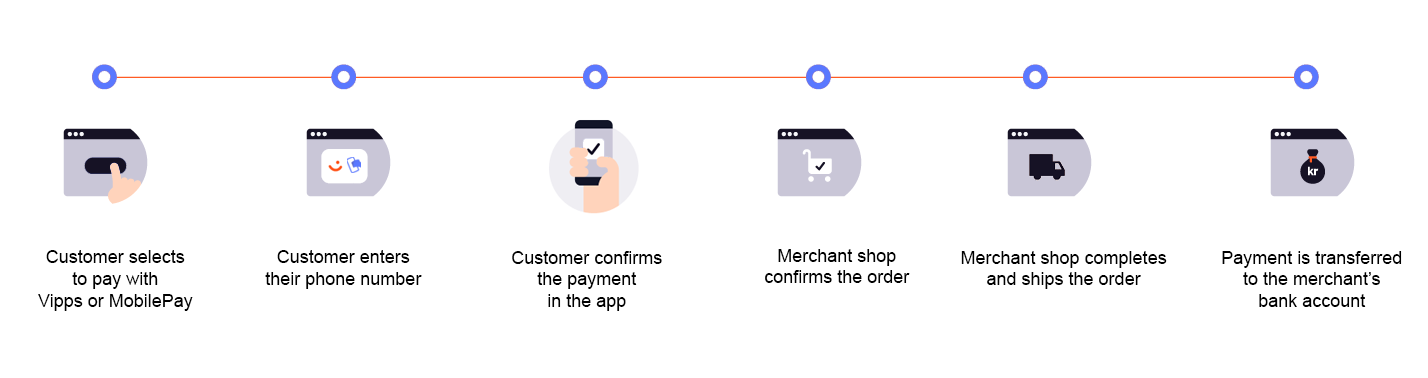 Customer selects
to pay with
Vipps or MobilePay
Customer enters
their phone number
Customer confirms
the payment
in the app
Merchant shop
confirms the order
Merchant shop completes
and ships the order
kr
Payment is transferred
to the merchant's
bank account